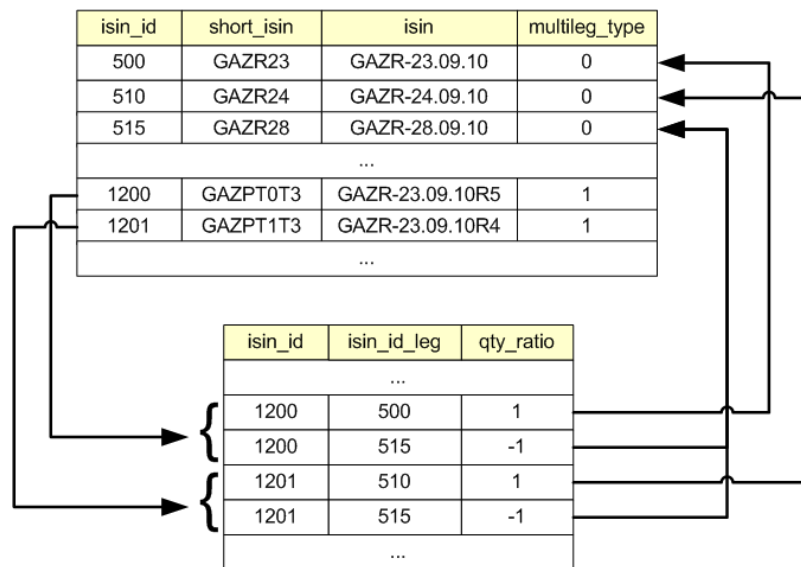 isin_id short_isin isin multileg_type
500 GAZR23 GAZR-23.09.10 0
510 GAZR24 GAZR-24.09.10 0
515 GAZR28 GAZR-28.09.10 0
...
1200 GAZPT0T3 GAZR-23.09.10R5 1
1201 GAZPT1T3 GAZR-23.09.10R4 1
...
isin_id isin_id_leg qty_ratio
...
1200 500 1
1200 515 -1
1201 510 1
1201 515 -1
...